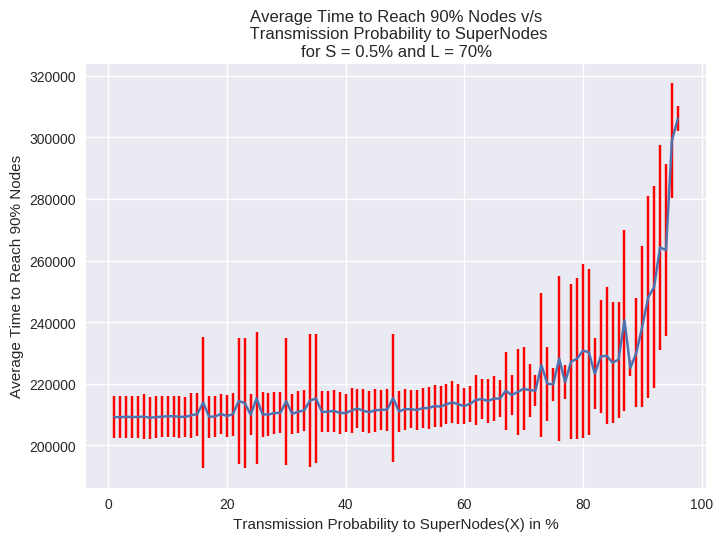 Average Time to Reach 90% Nodes v/s
Transmission Probability to SuperNodes
for S = 0.5% and L = 70%
320000
300000
280000
260000
240000
220000
200000
Average Time to Reach 90% Nodes
0 20 40 60 80 100
Transmission Probability to SuperNodes(X) in %